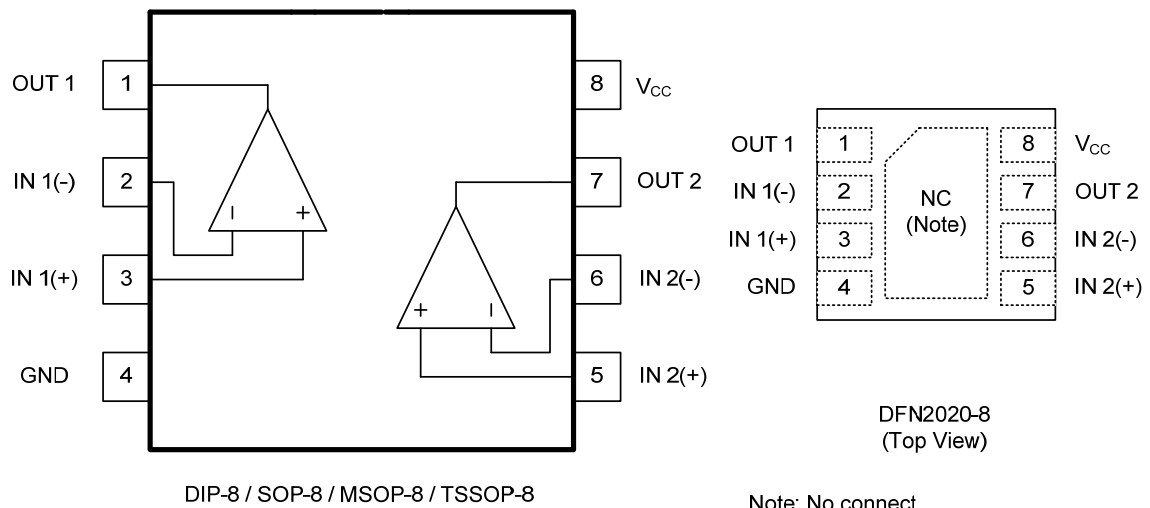 OUT 1 1 8 VCC
IN 1(-) 2 7 OUT 2
IN 1(+) 3 6 IN 2(-)
GND 4 5 IN 2(+)
− +
+ −
DIP-8 / SOP-8 / MSOP-8 / TSSOP-8
OUT 1 1 8 VCC
IN 1(-) 2 7 OUT 2
IN 1(+) 3 6 IN 2(-)
GND 4 5 IN 2(+)
NC
(Note)
DFN2020-8
(Top View)
Note: No connect